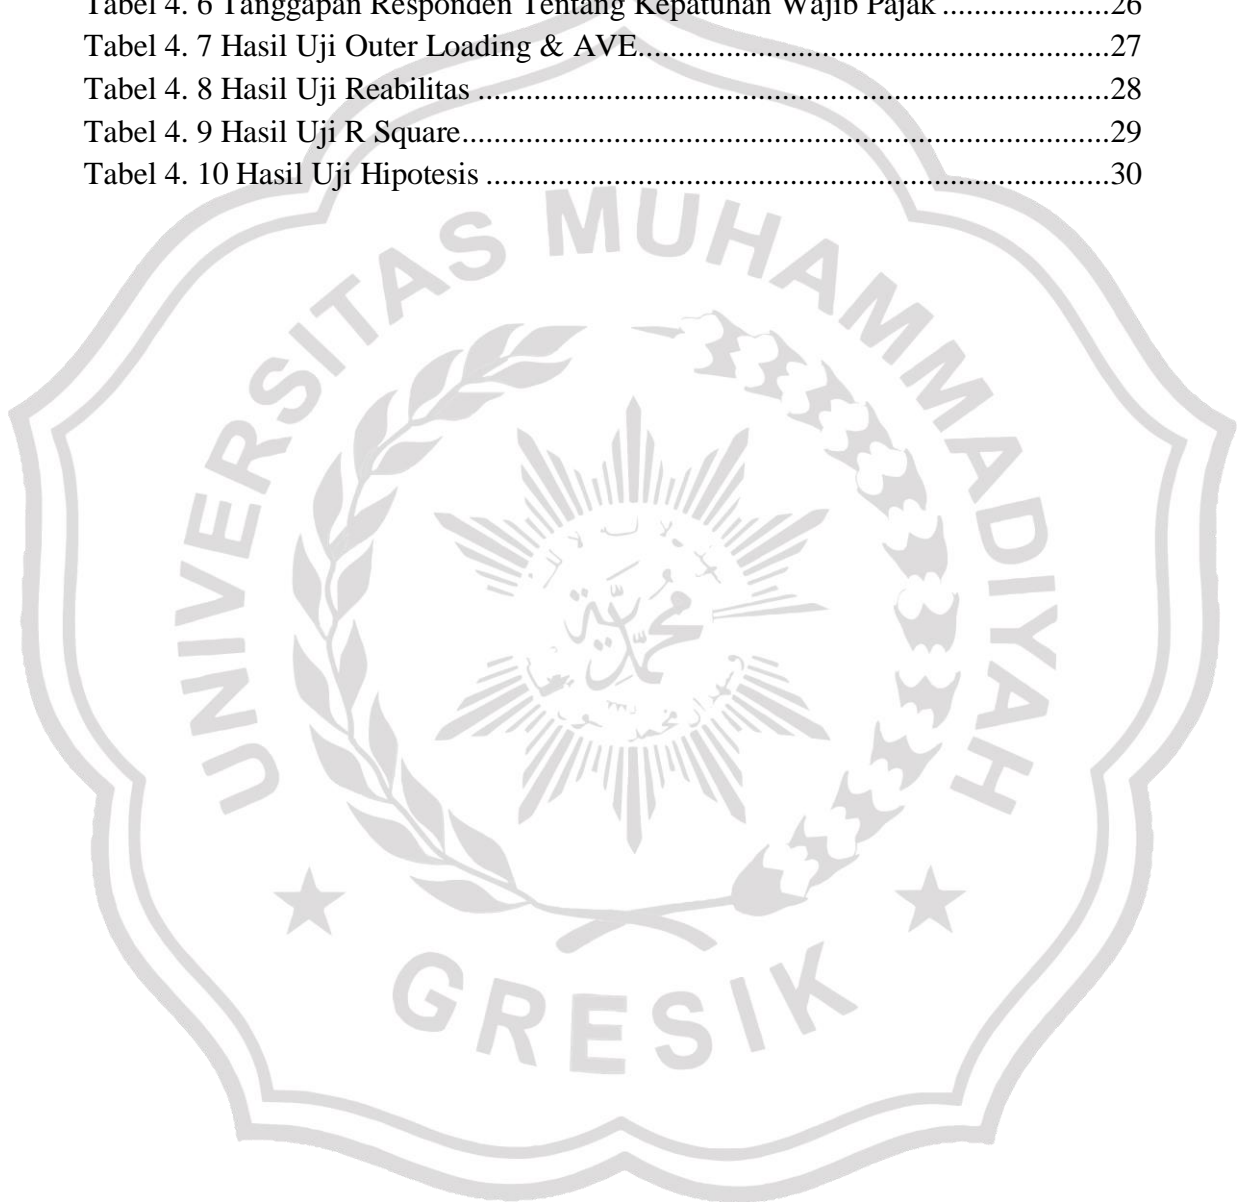 Tabel 4. 6 Tanggapan Responden Tentang Kepatuhan Wajib Pajak .....................26
Tabel 4. 7 Hasil Uji Outer Loading & AVE...........................................................27
Tabel 4. 8 Hasil Uji Reabilitas ................................................................................28
Tabel 4. 9 Hasil Uji R Square..................................................................................29
Tabel 4. 10 Hasil Uji Hipotesis ...............................................................................30
UNIVERSITAS MUHAMMADIYAH
محمدية
GRESIK